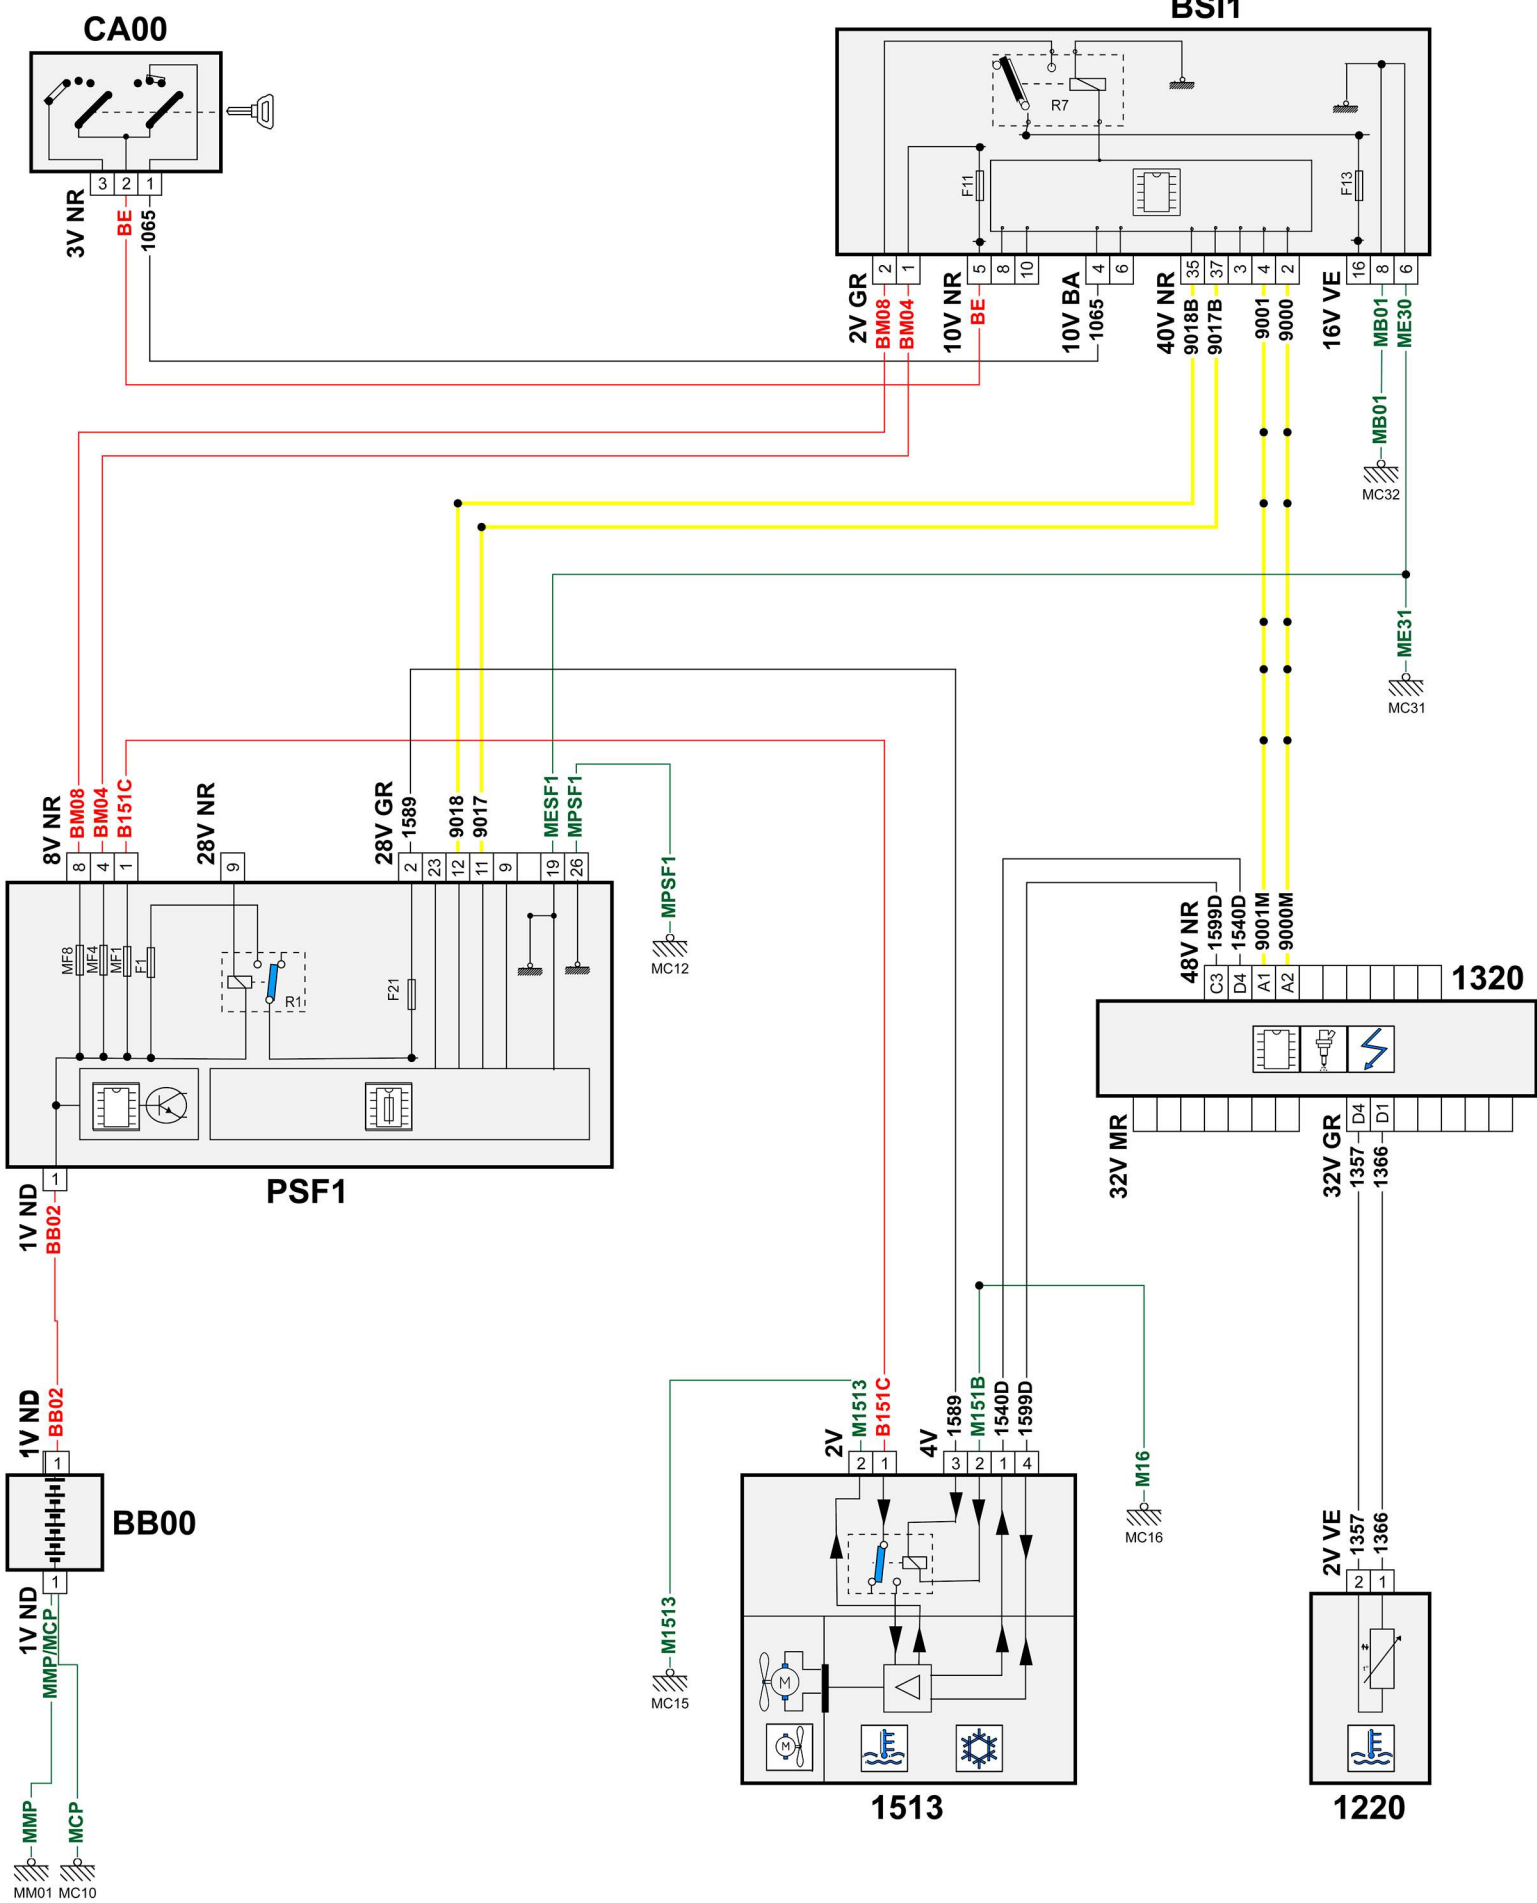 CA00
BSI1
R7
F11
F13
3 2 1
3V NR
BE
1065
2 1
5 8 10
4 6
35 37 3 4 2
16 8 6
2V GR
BM08
BM04
10V NR
BE
10V BA
1065
40V NR
9018B
9017B
9001
9000
16V VE
MB01
ME30
MB01
MC32
ME31
MC31
8V NR
BM08
BM04
B151C
28V NR
28V GR
1589
9018
9017
MESF1
MPSF1
8 4 1
9
2 23 12 11 9 19 26
MPSF1
MC12
MF8
MF4
MF1
F1
R1
F21
1
PSF1
1V ND
BB02
48V NR
1599D
1540D
9001M
9000M
C3 D4 A1 A2
1320
D4 D1
32V MR
32V GR
1357
1366
1V ND
BB02
1
BB00
1
1V ND
MMP/MCP
MMP
MCP
MM01
MC10
2V
M1513
B151C
4V
1589
M151B
1540D
1599D
2 1
3 2 1 4
M1513
MC15
M
M
1513
M16
MC16
2V VE
1357
1366
2 1
1220